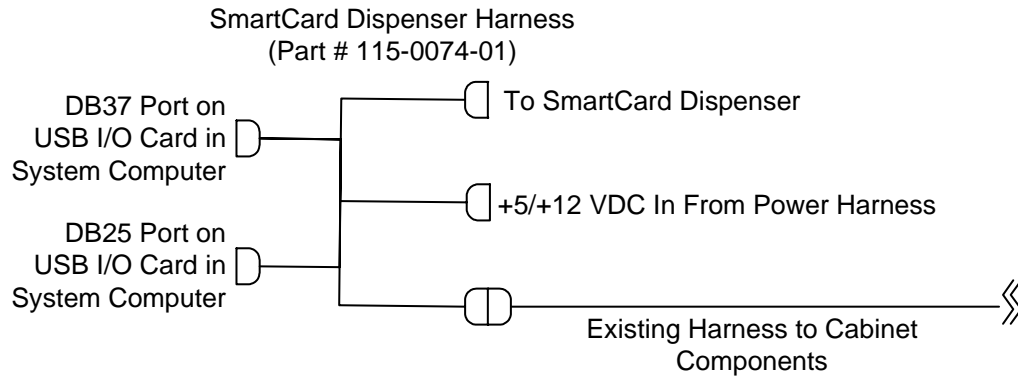 SmartCard Dispenser Harness
(Part # 115-0074-01)
DB37 Port on
USB I/O Card in
System Computer
To SmartCard Dispenser
+5/+12 VDC In From Power Harness
DB25 Port on
USB I/O Card in
System Computer
Existing Harness to Cabinet
Components